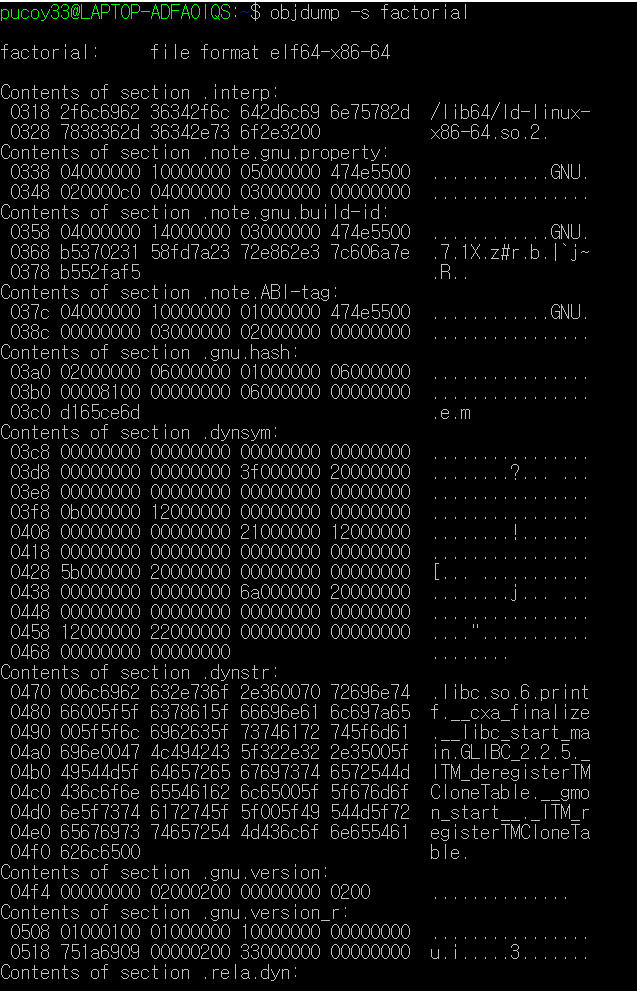 pucoy33@LAPTOP-ADFA0IQS:~$ objdump -s factorial

factorial:     file format elf64-x86-64

Contents of section .interp:
 0318 2f6c6962 36342f6c 642d6c69 6e75782d  /lib64/ld-linux-
 0328 7838362d 36342e73 6f2e3200           x86-64.so.2.
Contents of section .note.gnu.property:
 0338 04000000 10000000 05000000 474e5500  ............GNU.
 0348 020000c0 04000000 03000000 00000000  ................
Contents of section .note.gnu.build-id:
 0358 04000000 14000000 03000000 474e5500  ............GNU.
 0368 b5370231 58fd7a23 72e862e3 7c606a7e  .7.1X.z#r.b.|`j~
 0378 b552faf5                             .R..
Contents of section .note.ABI-tag:
 037c 04000000 10000000 01000000 474e5500  ............GNU.
 038c 00000000 03000000 02000000 00000000  ................
Contents of section .gnu.hash:
 03a0 02000000 06000000 01000000 06000000  ................
 03b0 00008100 00000000 06000000 00000000  ................
 03c0 d165ce6d                             .e.m
Contents of section .dynsym:
 03c8 00000000 00000000 00000000 00000000  ................
 03d8 00000000 00000000 3f000000 20000000  ........?... ...
 03e8 00000000 00000000 00000000 00000000  ................
 03f8 0b000000 12000000 00000000 00000000  ................
 0408 00000000 00000000 21000000 12000000  ........!.......
 0418 00000000 00000000 00000000 00000000  ................
 0428 5b000000 20000000 00000000 00000000  [... ...........
 0438 00000000 00000000 6a000000 20000000  ........j... ...
 0448 00000000 00000000 00000000 00000000  ................
 0458 12000000 22000000 00000000 00000000  ...."...........
 0468 00000000 00000000                    ........
Contents of section .dynstr:
 0470 006c6962 632e736f 2e360070 72696e74  .libc.so.6.print
 0480 66005f5f 6378615f 66696e61 6c697a65  f.__cxa_finalize
 0490 005f5f6c 6962635f 73746172 745f6d61  .__libc_start_ma
 04a0 696e0047 4c494243 5f322e32 2e35005f  in.GLIBC_2.2.5._
 04b0 49544d5f 64657265 67697374 6572544d  ITM_deregisterTM
 04c0 436c6f6e 65546162 6c65005f 5f676d6f  CloneTable.__gmo
 04d0 6e5f7374 6172745f 5f005f49 544d5f72  n_start__._ITM_r
 04e0 65676973 74657254 4d436c6f 6e655461  egisterTMCloneTa
 04f0 626c6500                             ble.
Contents of section .gnu.version:
 04f4 00000000 02000200 00000000 0200      ..............
Contents of section .gnu.version_r:
 0508 01000100 01000000 10000000 00000000  ................
 0518 751a6909 00000200 33000000 00000000  u.i.....3.......
Contents of section .rela.dyn: